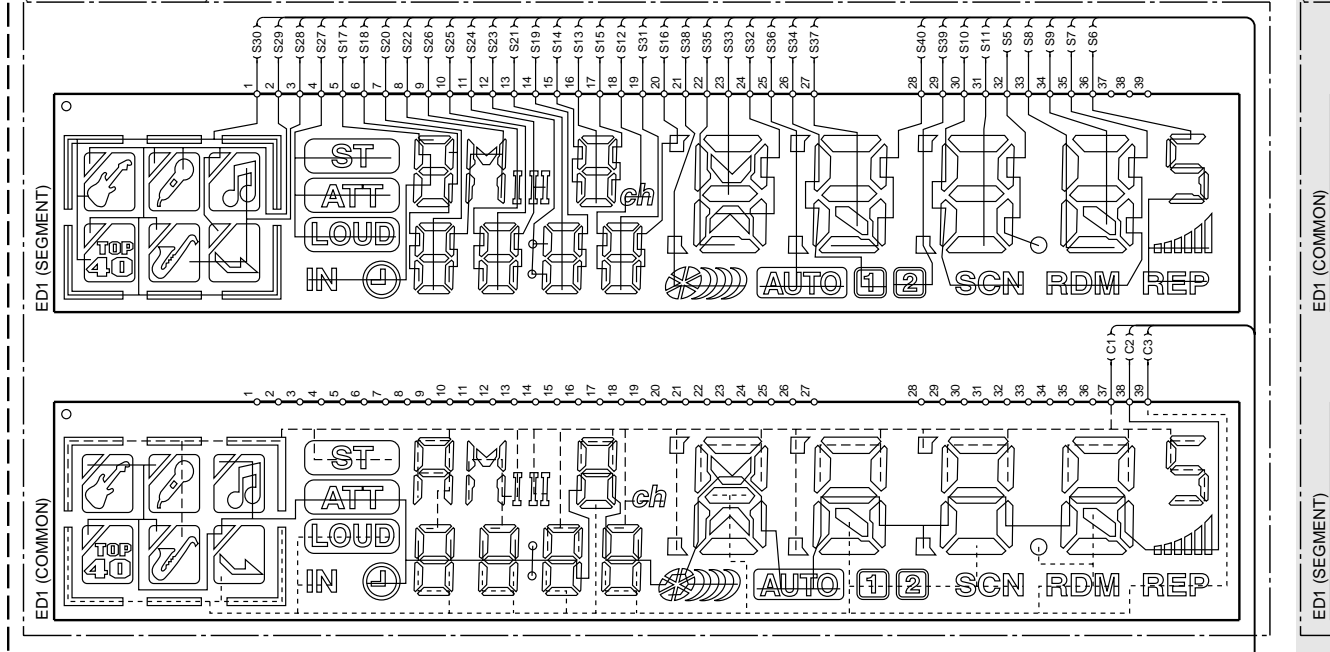 S30 S29 S28 S27 S17 S18 S20 S22 S26 S25 S24 S23 S21 S19 S14 S13 S15 S12 S31 S16 S38 S35 S33 S32 S36 S34 S37 S40 S39 S10 S11 S5 S8 S9 S7 S6
1 2 3 4 5 6 7 8 9 10 11 12 13 14 15 16 17 18 19 20 21 22 23 24 25 26 27 28 29 30 31 32 33 34 35 36 37 38 39
ED1 (SEGMENT)
ST
ATT
ch
TOP
40
LOUD
IN AUTO 1 2 SCN RDM REP
C1 C2 C3
1 2 3 4 5 6 7 8 9 10 11 12 13 14 15 16 17 18 19 20 21 22 23 24 25 26 27 28 29 30 31 32 33 34 35 36 37 38 39
ED1 (COMMON)
ST
ATT
ch
TOP
40
LOUD
IN AUTO 1 2 SCN RDM REP
ED1 (COMMON)
ED1 (SEGMENT)